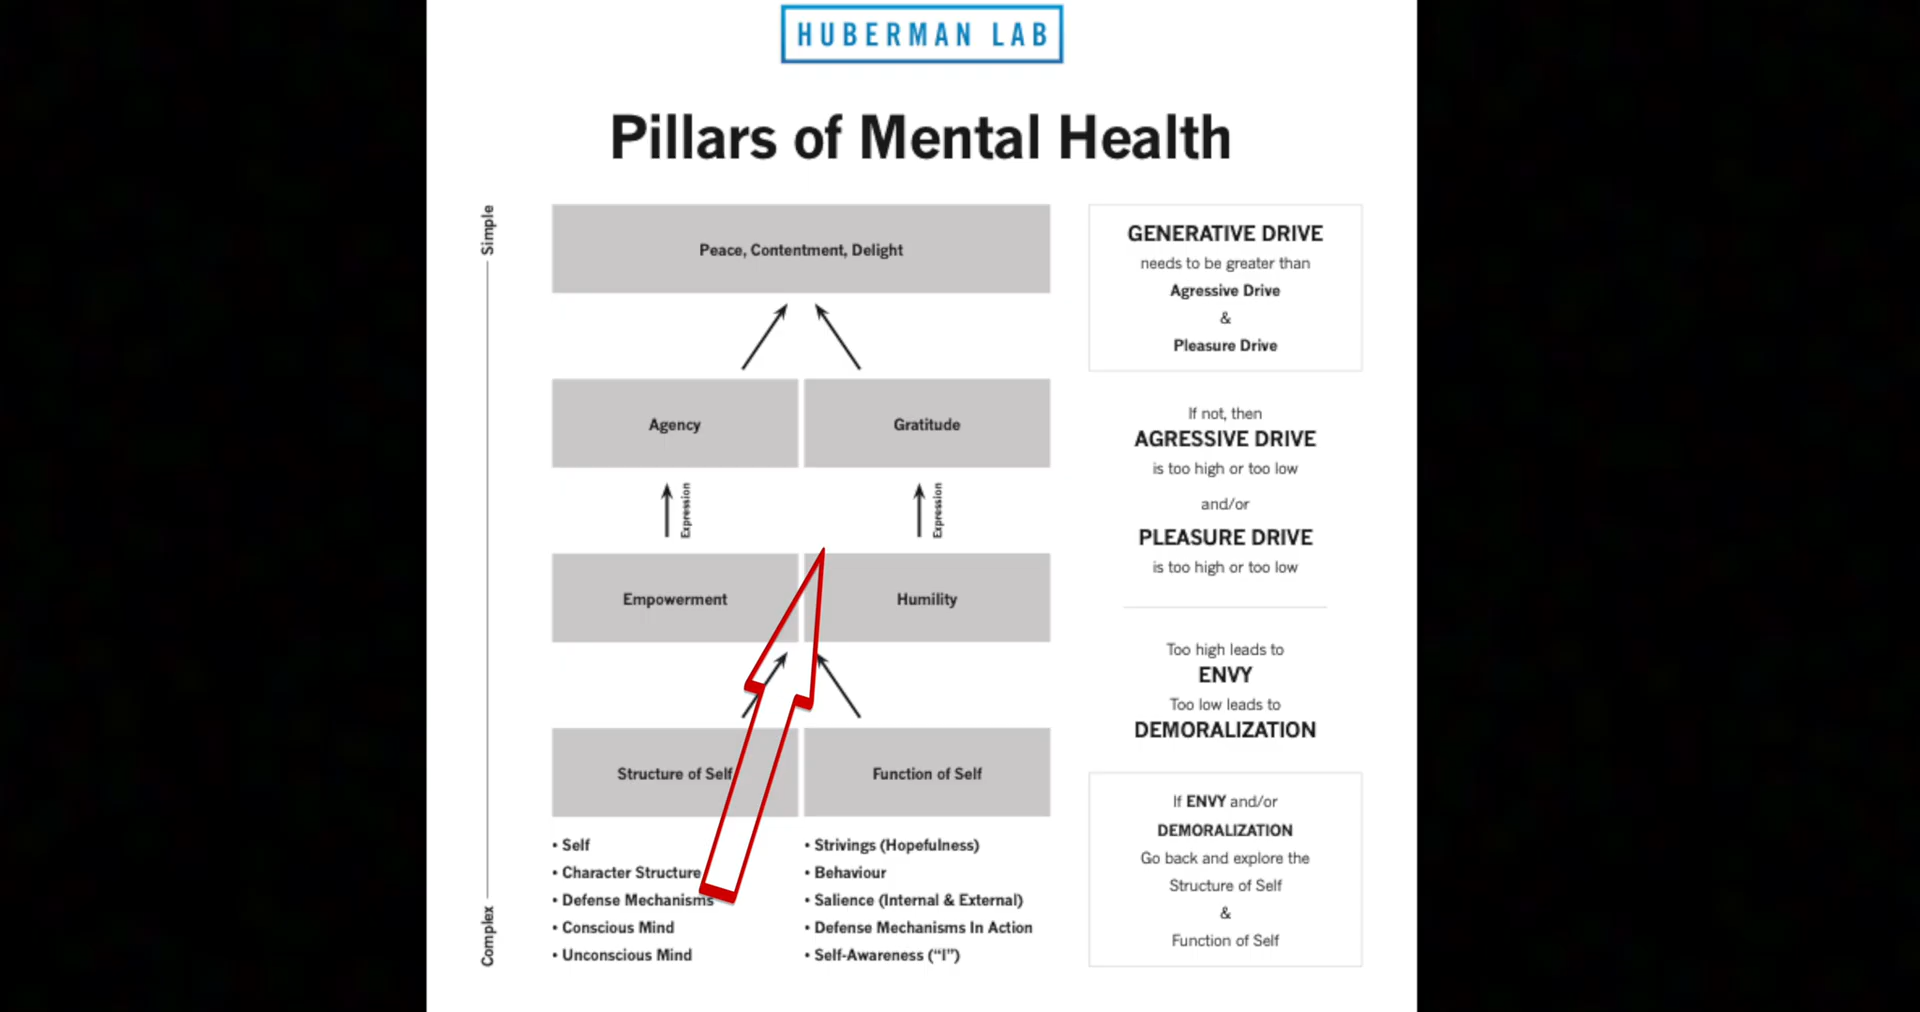 HUBERMAN LAB
Pillars of Mental Health
Simple
Peace, Contentment, Delight
Agency
Gratitude
Expression
Expression
Empowerment
Humility
Structure of Self
Function of Self
• Self
• Character Structure
• Defense Mechanisms
• Conscious Mind
• Unconscious Mind
• Strivings (Hopefulness)
• Behaviour
• Salience (Internal & External)
• Defense Mechanisms In Action
• Self-Awareness (“I”)
Complex
GENERATIVE DRIVE
needs to be greater than
Agressive Drive
&
Pleasure Drive
If not, then
AGRESSIVE DRIVE
is too high or too low
and/or
PLEASURE DRIVE
is too high or too low
Too high leads to
ENVY
Too low leads to
DEMORALIZATION
If ENVY and/or
DEMORALIZATION
Go back and explore the
Structure of Self
&
Function of Self